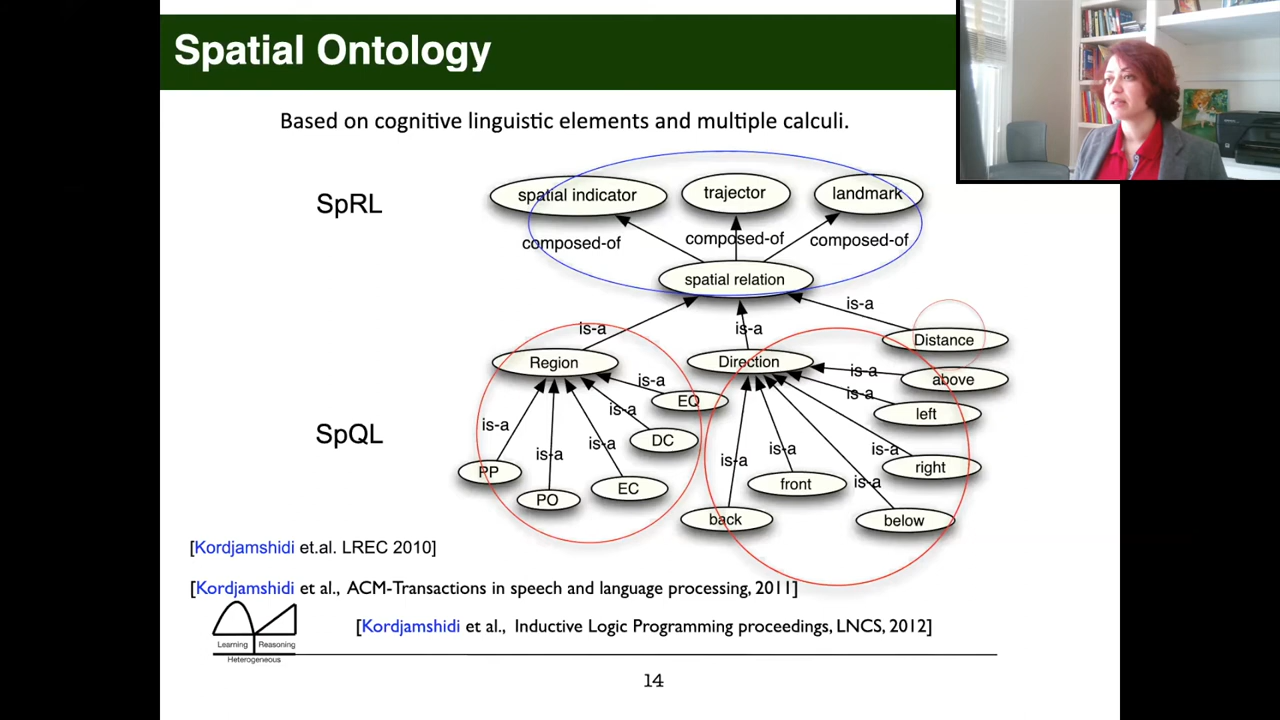 Spatial Ontology
Based on cognitive linguistic elements and multiple calculi.
SpRL
spatial indicator
trajector
landmark
composed-of
composed-of
composed-of
spatial relation
is-a
is-a
is-a
Region
Direction
Distance
is-a
is-a
above
EQ
is-a
left
is-a
is-a
DC
SpQL
is-a
is-a
is-a
is-a
is-a
right
PP
is-a
EC
front
is-a
PO
back
below
[Kordjamshidi et.al. LREC 2010]
[Kordjamshidi et al., ACM-Transactions in speech and language processing, 2011]
[Kordjamshidi et al., Inductive Logic Programming proceedings, LNCS, 2012]
Learning Reasoning
Heterogeneous
14